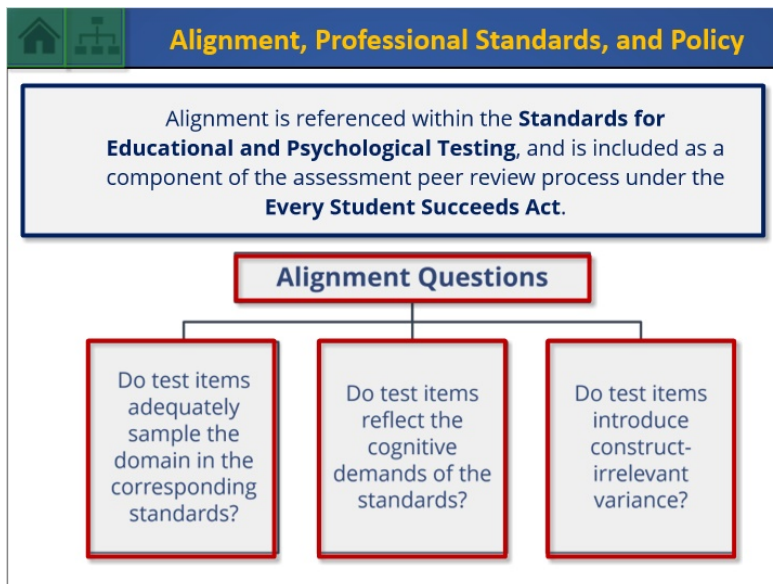 Alignment, Professional Standards, and Policy
Alignment is referenced within the Standards for
Educational and Psychological Testing, and is included as a
component of the assessment peer review process under the
Every Student Succeeds Act.
Alignment Questions
Do test items
adequately
sample the
domain in the
corresponding
standards?
Do test items
reflect the
cognitive
demands of the
standards?
Do test items
introduce
construct-
irrelevant
variance?